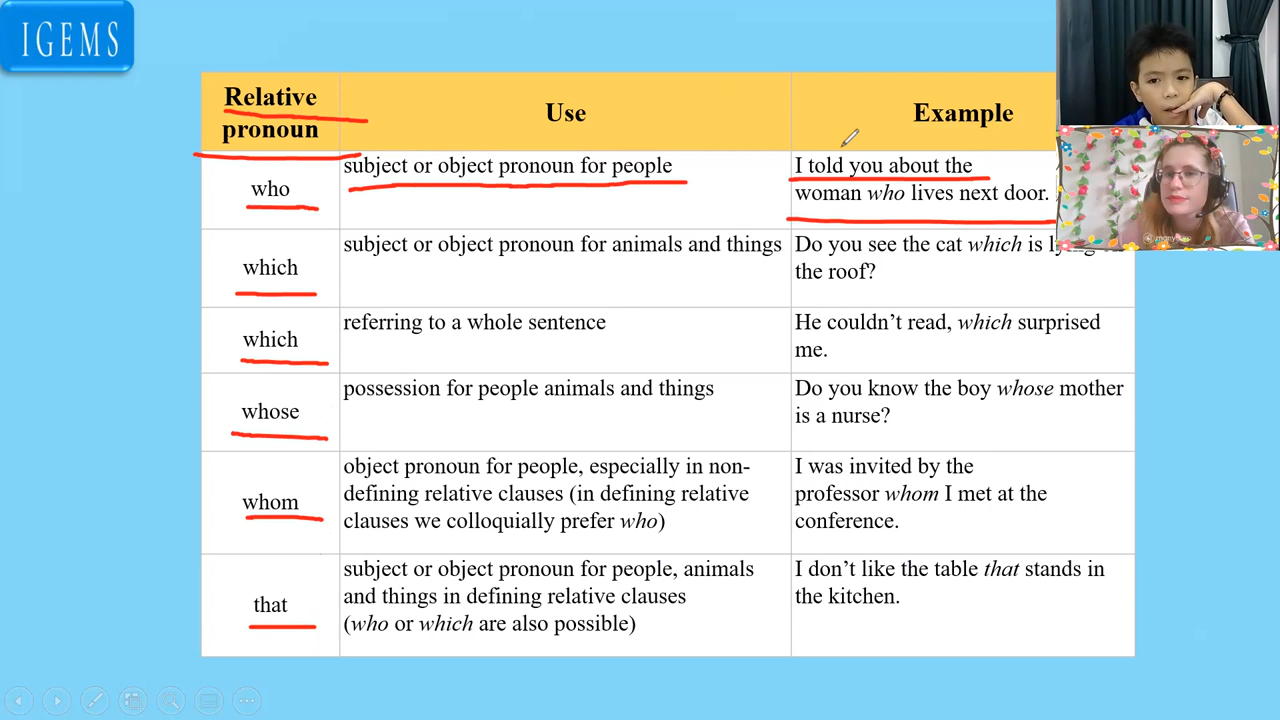 IGEMS
Relative
pronoun
Use
Example
who
subject or object pronoun for people
I told you about the
woman who lives next door.
which
subject or object pronoun for animals and things
Do you see the cat which is lying
the roof?
which
referring to a whole sentence
He couldn’t read, which surprised
me.
whose
possession for people animals and things
Do you know the boy whose mother
is a nurse?
whom
object pronoun for people, especially in non-
defining relative clauses (in defining relative
clauses we colloquially prefer who)
I was invited by the
professor whom I met at the
conference.
that
subject or object pronoun for people, animals
and things in defining relative clauses
(who or which are also possible)
I don’t like the table that stands in
the kitchen.